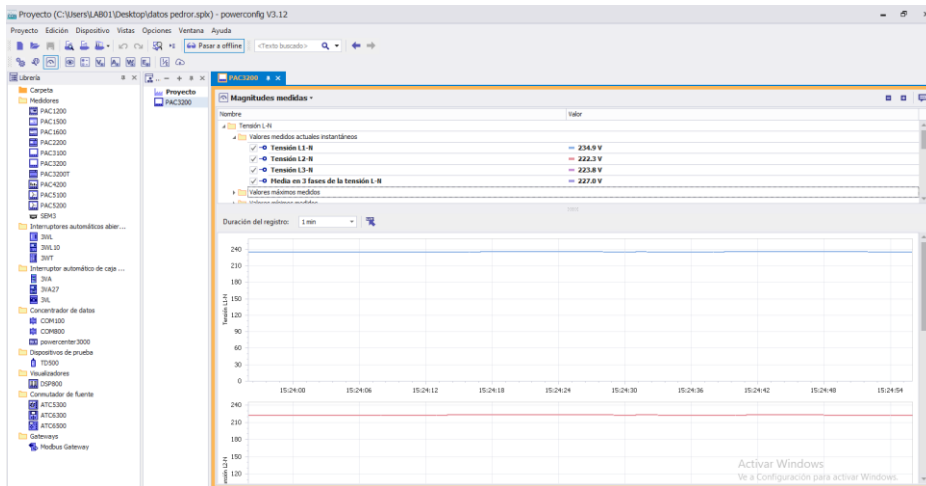 Proyecto (C:\Users\LAB01\Desktop\datos pedror.splx) - powerconfig V3.12
Proyecto Edición Dispositivo Vistas Opciones Ventana Ayuda
Pasar a offline <Texto buscado>
Librería
Carpeta
Medidores
PAC1200
PAC1500
PAC1600
PAC2200
PAC3100
PAC3200
PAC3200T
PAC4200
PAC5100
PAC5200
SEM3
Interruptores automáticos abier...
3WL
3WL10
3WT
Interruptor automático de caja ...
3VA
3VA27
3VL
Concentrador de datos
COM100
COM800
powercenter3000
Dispositivos de prueba
TD500
Visualizadores
DSP800
Conmutador de fuente
ATC5300
ATC6300
ATC6500
Gateways
Modbus Gateway
Proyecto
PAC3200
PAC3200
Magnitudes medidas
Nombre Valor
Tensión L-N
Valores medidos actuales instantáneos
Tensión L1-N 234.9 V
Tensión L2-N 222.3 V
Tensión L3-N 223.8 V
Media en 3 fases de la tensión L-N 227.0 V
Valores máximos medidos
Valores mínimos medidos
Duración del registro: 1 min
Tensión L1-N
240
210
180
150
120
90
60
30
0
15:24:00 15:24:06 15:24:12 15:24:18 15:24:24 15:24:30 15:24:36 15:24:42 15:24:48 15:24:54
240
210
180
150
120
Activar Windows
Ve a Configuración para activar Windows.